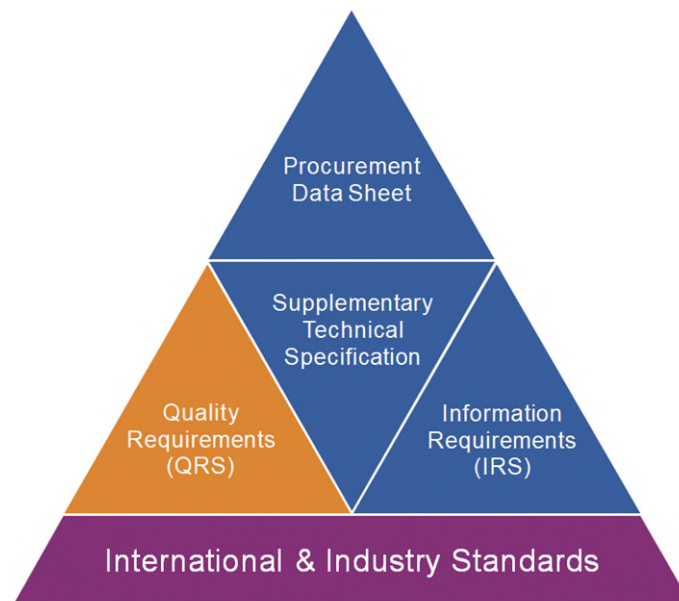 Procurement
Data Sheet
Supplementary
Technical
Specification
Quality
Requirements
(QRS)
Information
Requirements
(IRS)
International & Industry Standards